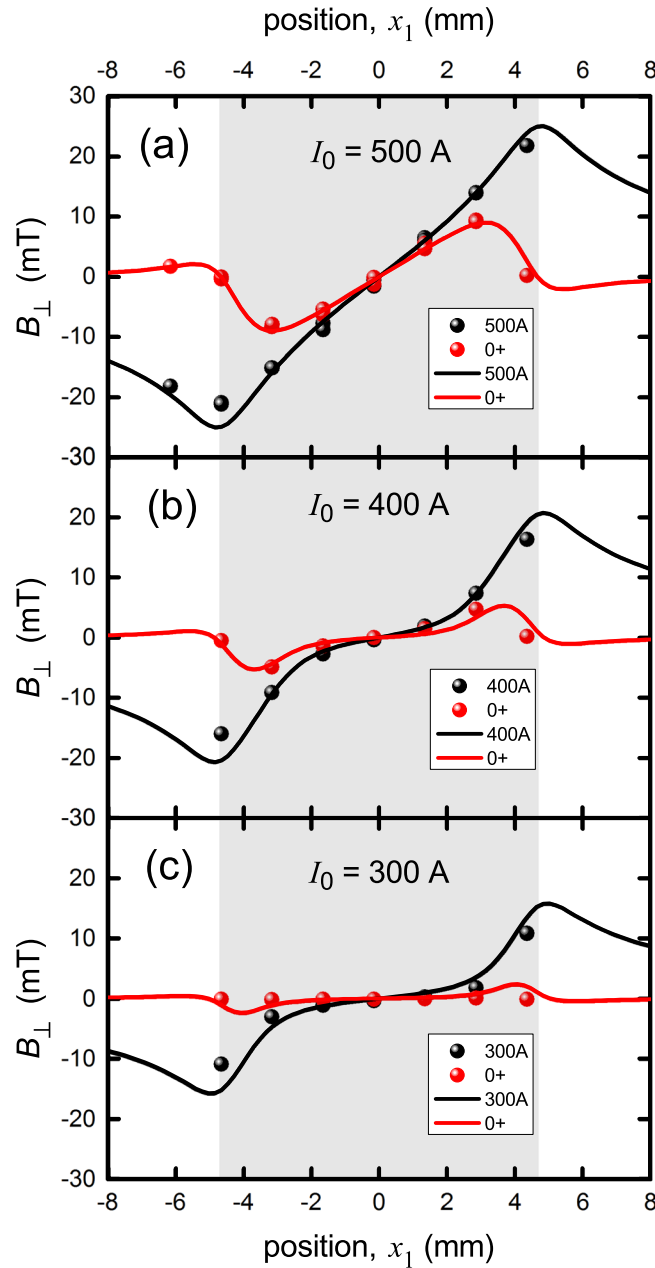 position, x₁ (mm)
-8 -6 -4 -2 0 2 4 6 8
30
20
10
0
-10
-20
-30
B⊥ (mT)
(a)
I₀ = 500 A
500A
0+
500A
0+
20
10
0
-10
-20
-30
B⊥ (mT)
(b)
I₀ = 400 A
400A
0+
400A
0+
20
10
0
-10
-20
-30
B⊥ (mT)
(c)
I₀ = 300 A
300A
0+
300A
0+
-8 -6 -4 -2 0 2 4 6 8
position, x₁ (mm)